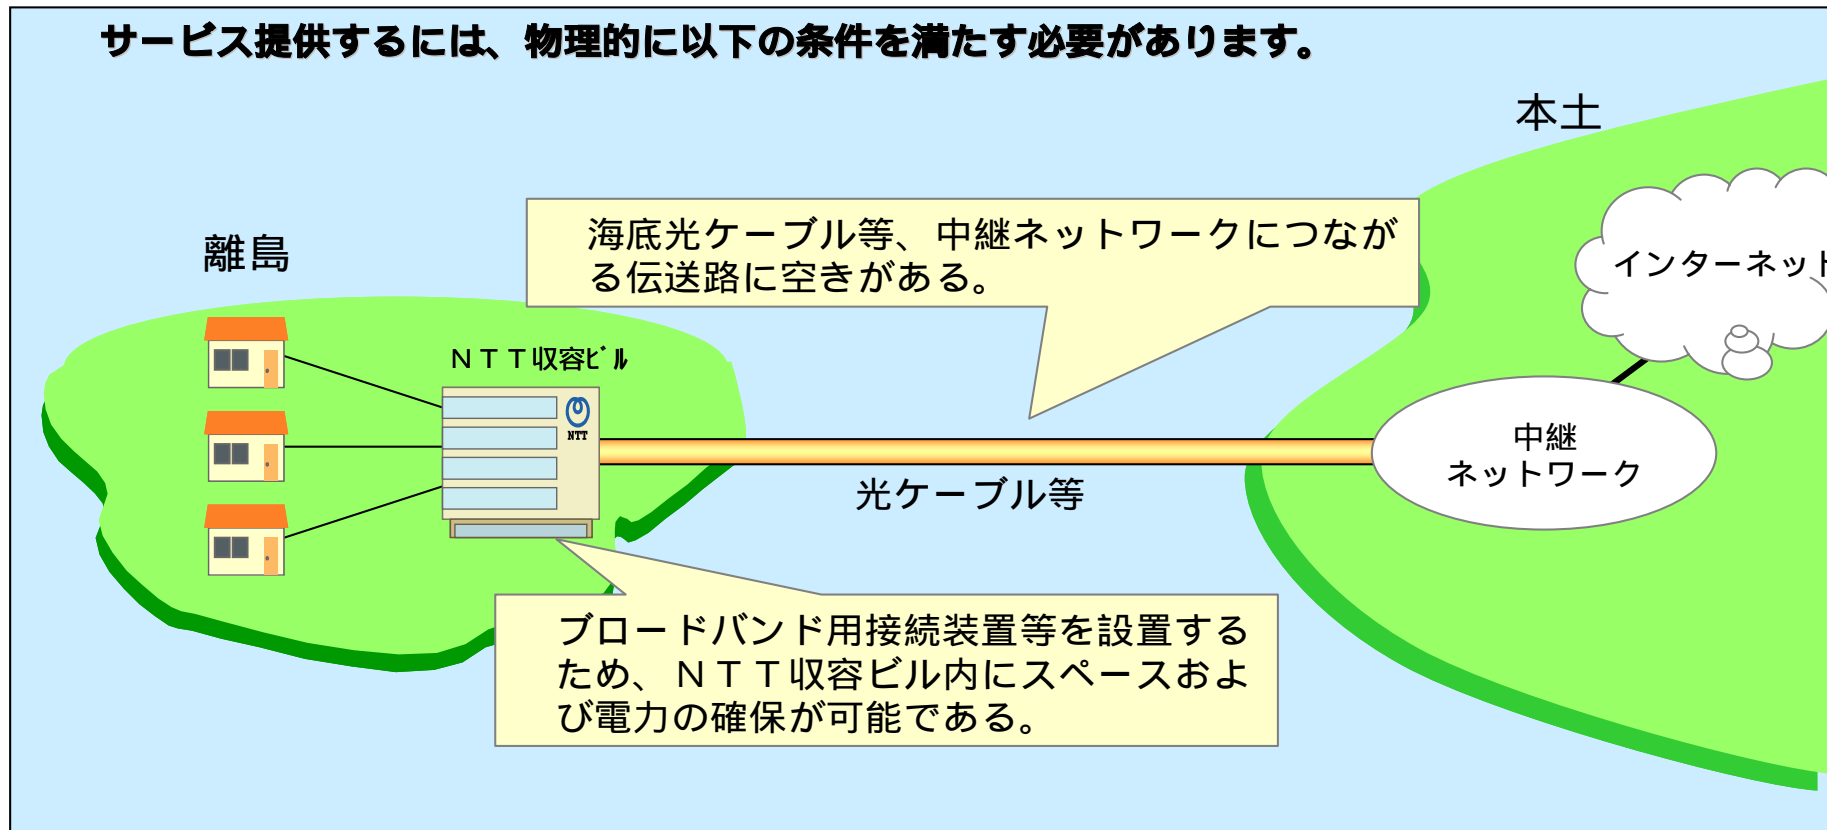 サービス提供するには、物理的に以下の条件を満たす必要があります。
本土
離島
海底光ケーブル等、中継ネットワークにつなが
る伝送路に空きがある。
インターネット
ＮＴＴ収容ﾋﾞﾙ
NTT
中継
ネットワーク
光ケーブル等
ブロードバンド用接続装置等を設置する
ため、ＮＴＴ収容ビル内にスペースおよ
び電力の確保が可能である。